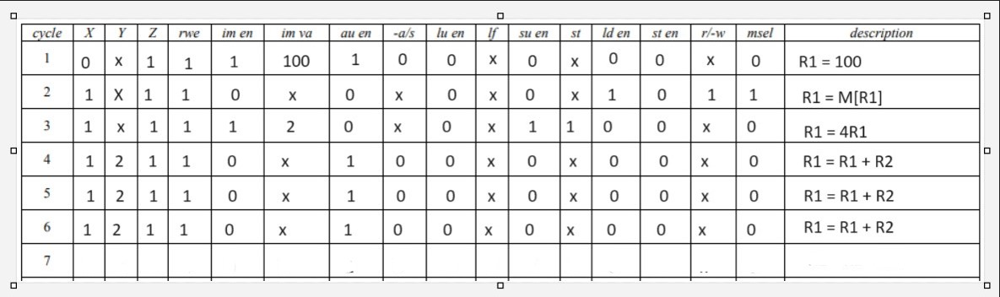 cycle X Y Z rwe im en im va au en -a/s lu en lf su en st ld en st en r/-w msel description
1 0 x 1 1 1 100 1 0 0 x 0 x 0 0 x 0 R1 = 100
2 1 X 1 1 0 x 0 x 0 x 0 x 1 0 1 1 R1 = M[R1]
3 1 x 1 1 1 2 0 x 0 x 1 1 0 0 x 0 R1 = 4R1
4 1 2 1 1 0 x 1 0 0 x 0 x 0 0 x 0 R1 = R1 + R2
5 1 2 1 1 0 x 1 0 0 x 0 x 0 0 x 0 R1 = R1 + R2
6 1 2 1 1 0 x 1 0 0 x 0 x 0 0 x 0 R1 = R1 + R2
7